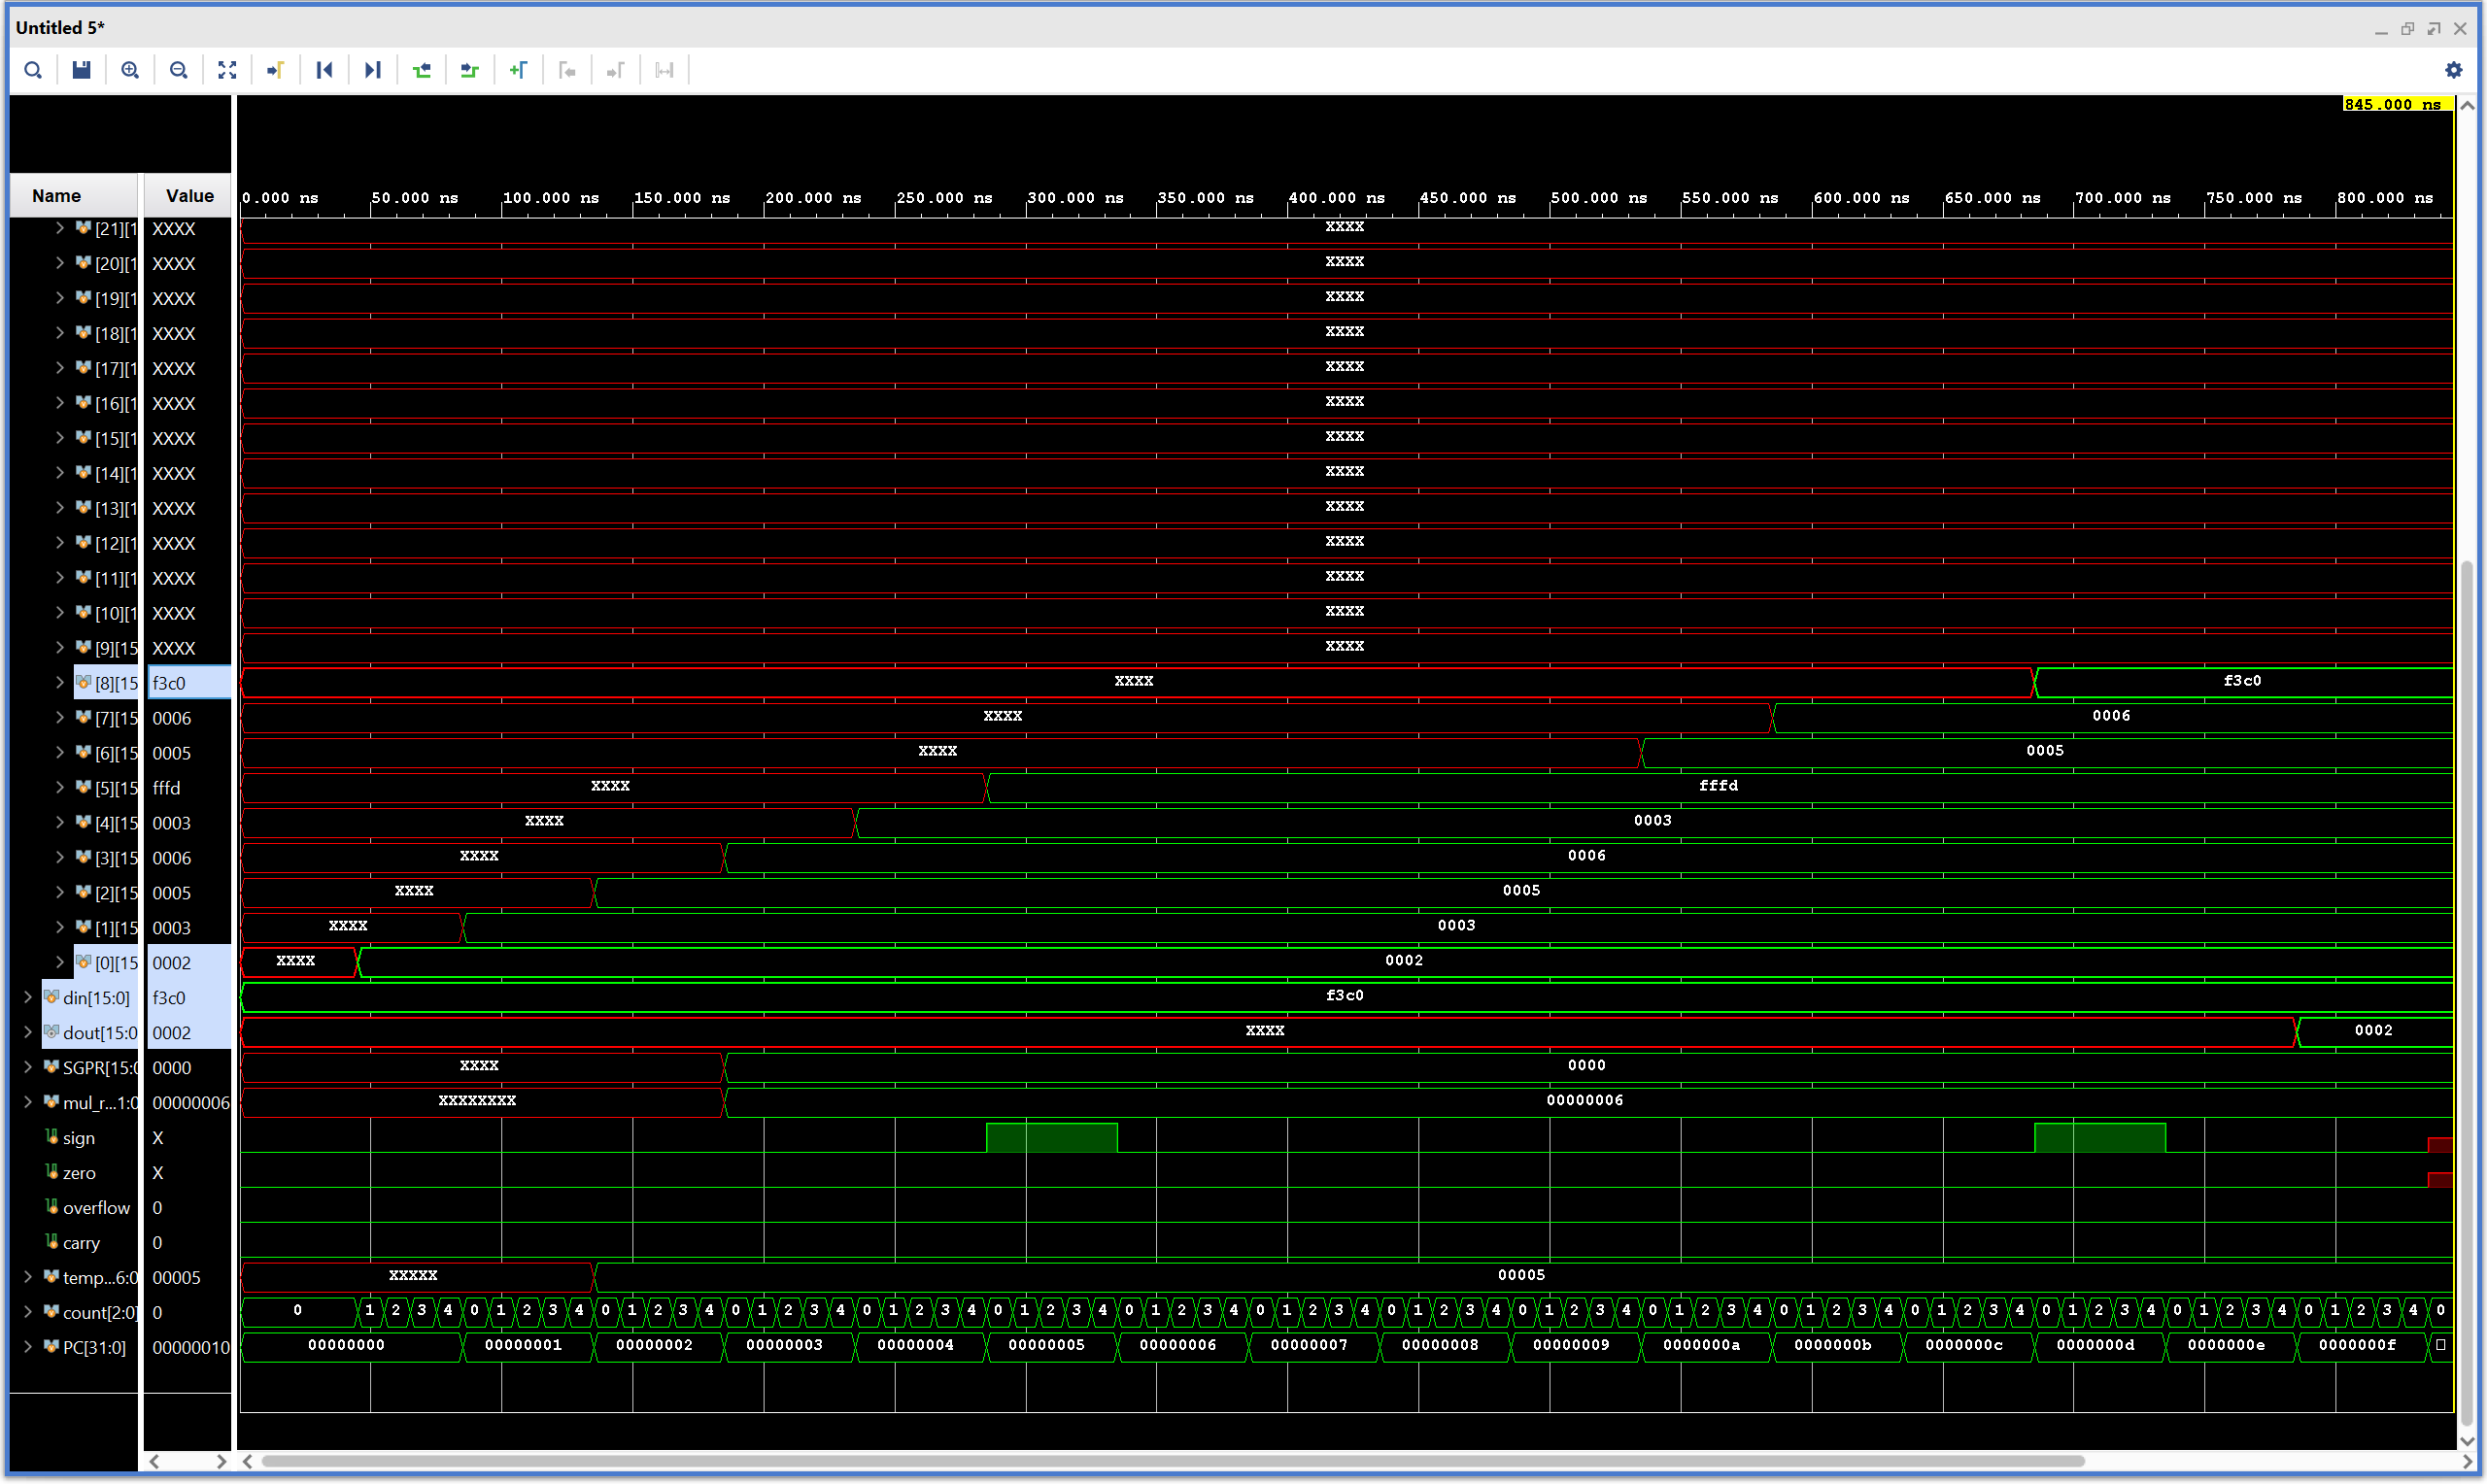 Untitled 5*
845.000 ns
Name Value 0.000 ns 50.000 ns 100.000 ns 150.000 ns 200.000 ns 250.000 ns 300.000 ns 350.000 ns 400.000 ns 450.000 ns 500.000 ns 550.000 ns 600.000 ns 650.000 ns 700.000 ns 750.000 ns 800.000 ns
[21][1 XXXX XXXX
[20][1 XXXX XXXX
[19][1 XXXX XXXX
[18][1 XXXX XXXX
[17][1 XXXX XXXX
[16][1 XXXX XXXX
[15][1 XXXX XXXX
[14][1 XXXX XXXX
[13][1 XXXX XXXX
[12][1 XXXX XXXX
[11][1 XXXX XXXX
[10][1 XXXX XXXX
[9][15 XXXX XXXX
[8][15 f3c0 XXXX f3c0
[7][15 0006 XXXX 0006
[6][15 0005 XXXX 0005
[5][15 fffd XXXX fffd
[4][15 0003 XXXX 0003
[3][15 0006 XXXX 0006
[2][15 0005 XXXX 0005
[1][15 0003 XXXX 0003
[0][15 0002 XXXX 0002
din[15:0] f3c0 f3c0
dout[15:0 0002 XXXX 0002
SGPR[15:0 0000 XXXX 0000
mul_r...1:0 00000006 XXXXXXXX 00000006
sign X
zero X
overflow 0
carry 0
temp...6:0 00005 XXXXX 00005
count[2:0] 0 0 1 2 3 4 0 1 2 3 4 0 1 2 3 4 0 1 2 3 4 0 1 2 3 4 0 1 2 3 4 0 1 2 3 4 0 1 2 3 4 0 1 2 3 4 0 1 2 3 4 0 1 2 3 4 0 1 2 3 4 0 1 2 3 4 0 1 2 3 4 0 1 2 3 4 0 1 2 3 4 0
PC[31:0] 00000010 00000000 00000001 00000002 00000003 00000004 00000005 00000006 00000007 00000008 00000009 0000000a 0000000b 0000000c 0000000d 0000000e 0000000f